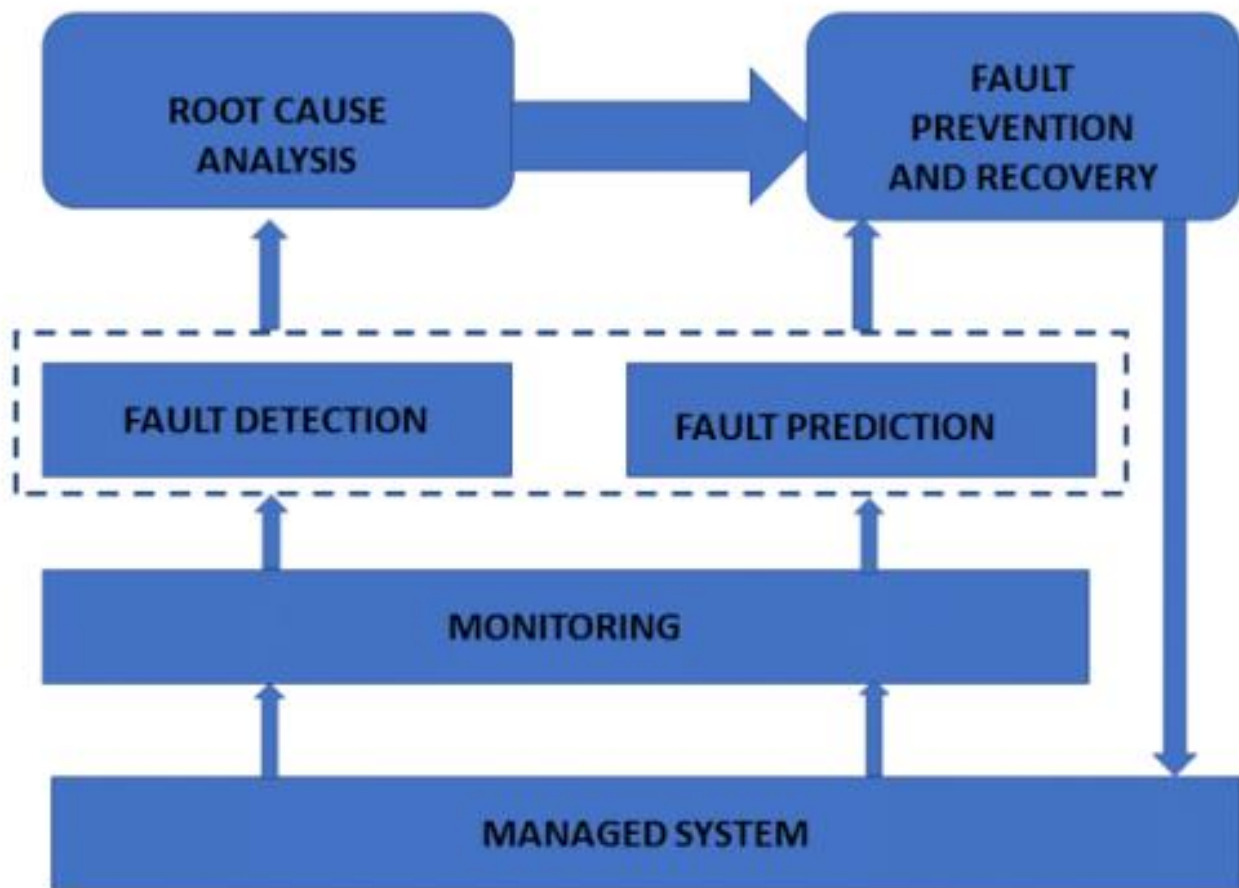 ROOT CAUSE
ANALYSIS
FAULT
PREVENTION
AND RECOVERY
FAULT DETECTION
FAULT PREDICTION
MONITORING
MANAGED SYSTEM